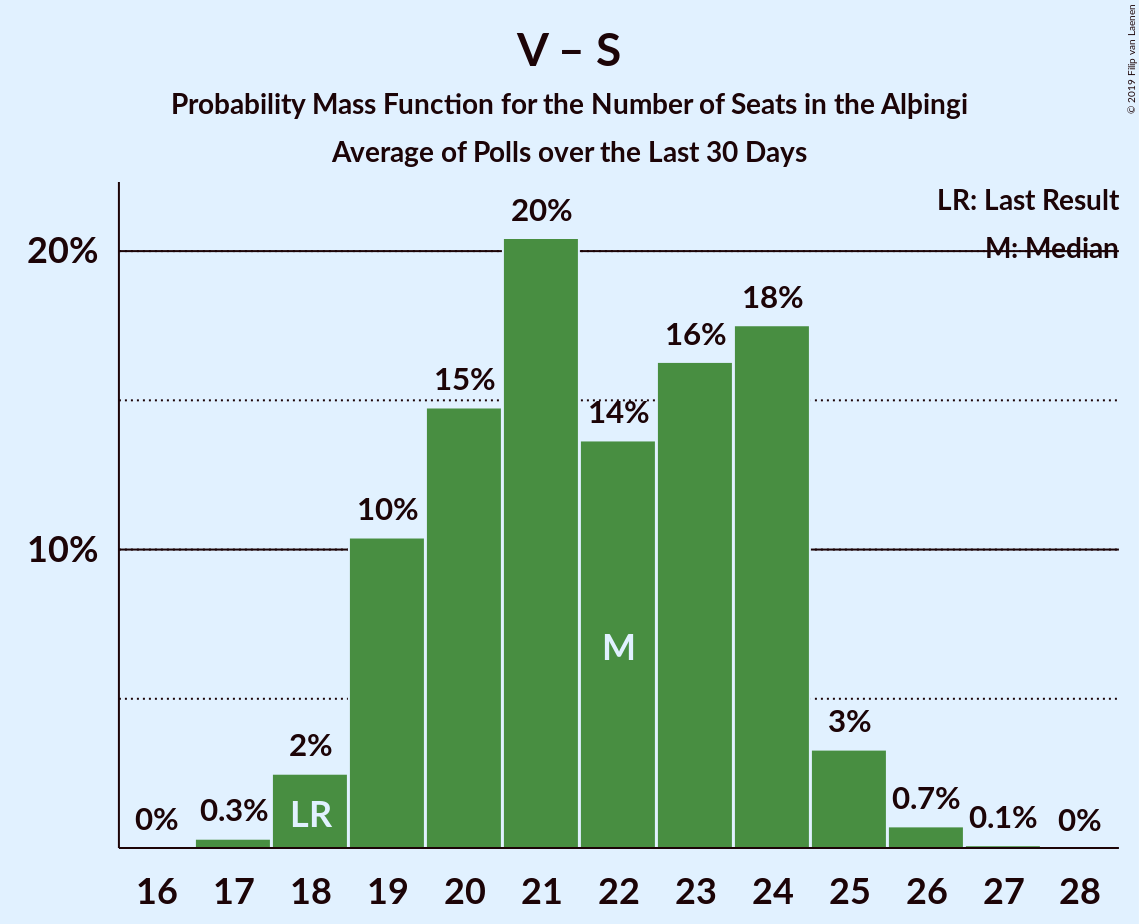 V – S
Probability Mass Function for the Number of Seats in the Alþingi
Average of Polls over the Last 30 Days
© 2019 Filip van Laenen
LR: Last Result
M: Median
20%
10%
0%
0.3%
2%
10%
15%
20%
14%
16%
18%
3%
0.7%
0.1%
0%
LR
M
16 17 18 19 20 21 22 23 24 25 26 27 28